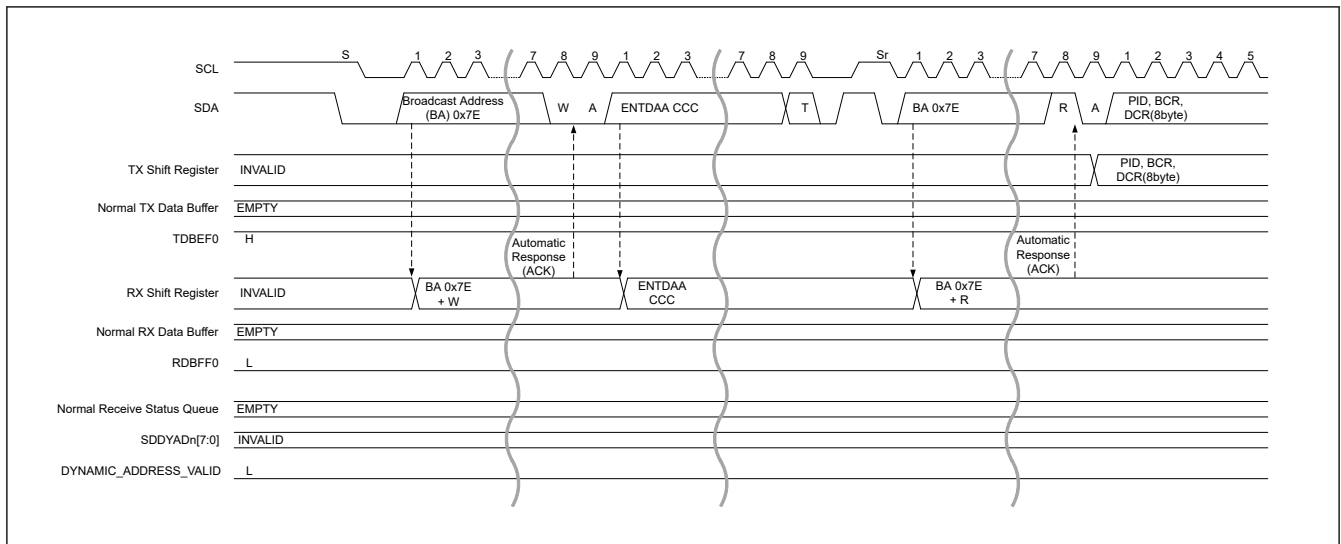 S 1 2 3 7 8 9 1 2 3 7 8 9 Sr 1 2 3 7 8 9 1 2 3 4 5
SCL
SDA
Broadcast Address
(BA) 0x7E
W A ENTDAA CCC T BA 0x7E R A
PID, BCR,
DCR(8byte)
TX Shift Register INVALID
PID, BCR,
DCR(8byte)
Normal TX Data Buffer EMPTY
TDBEF0 H
Automatic
Response
(ACK)
Automatic
Response
(ACK)
RX Shift Register INVALID
BA 0x7E
+ W
ENTDAA
CCC
BA 0x7E
+ R
Normal RX Data Buffer EMPTY
RDBFF0 L
Normal Receive Status Queue EMPTY
SDDYADn[7:0] INVALID
DYNAMIC_ADDRESS_VALID L